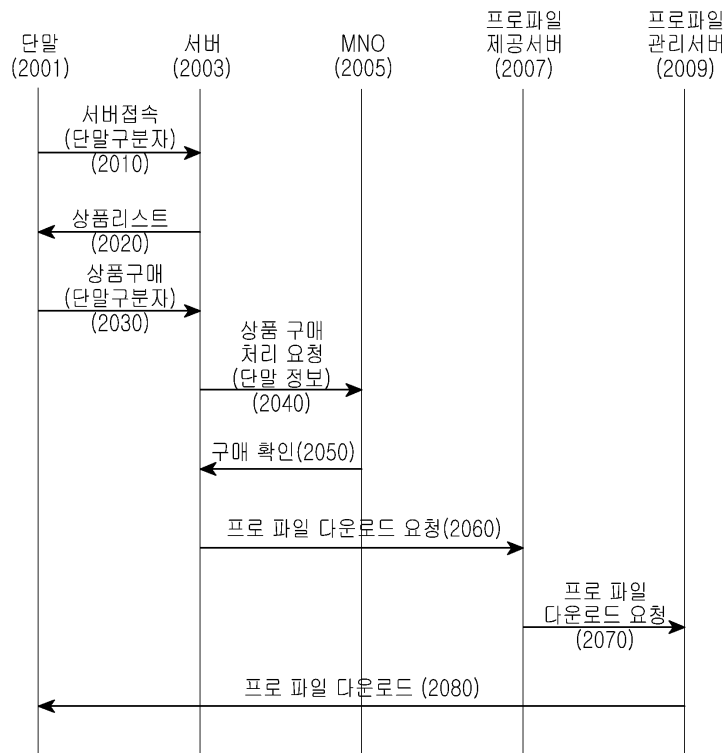 단말
(2001)
서버
(2003)
MNO
(2005)
프로파일
제공서버
(2007)
프로파일
관리서버
(2009)
서버접속
(단말구분자)
(2010)
상품리스트
(2020)
상품구매
(단말구분자)
(2030)
상품 구매
처리 요청
(단말 정보)
(2040)
구매 확인(2050)
프로 파일 다운로드 요청(2060)
프로 파일
다운로드 요청
(2070)
프로 파일 다운로드 (2080)